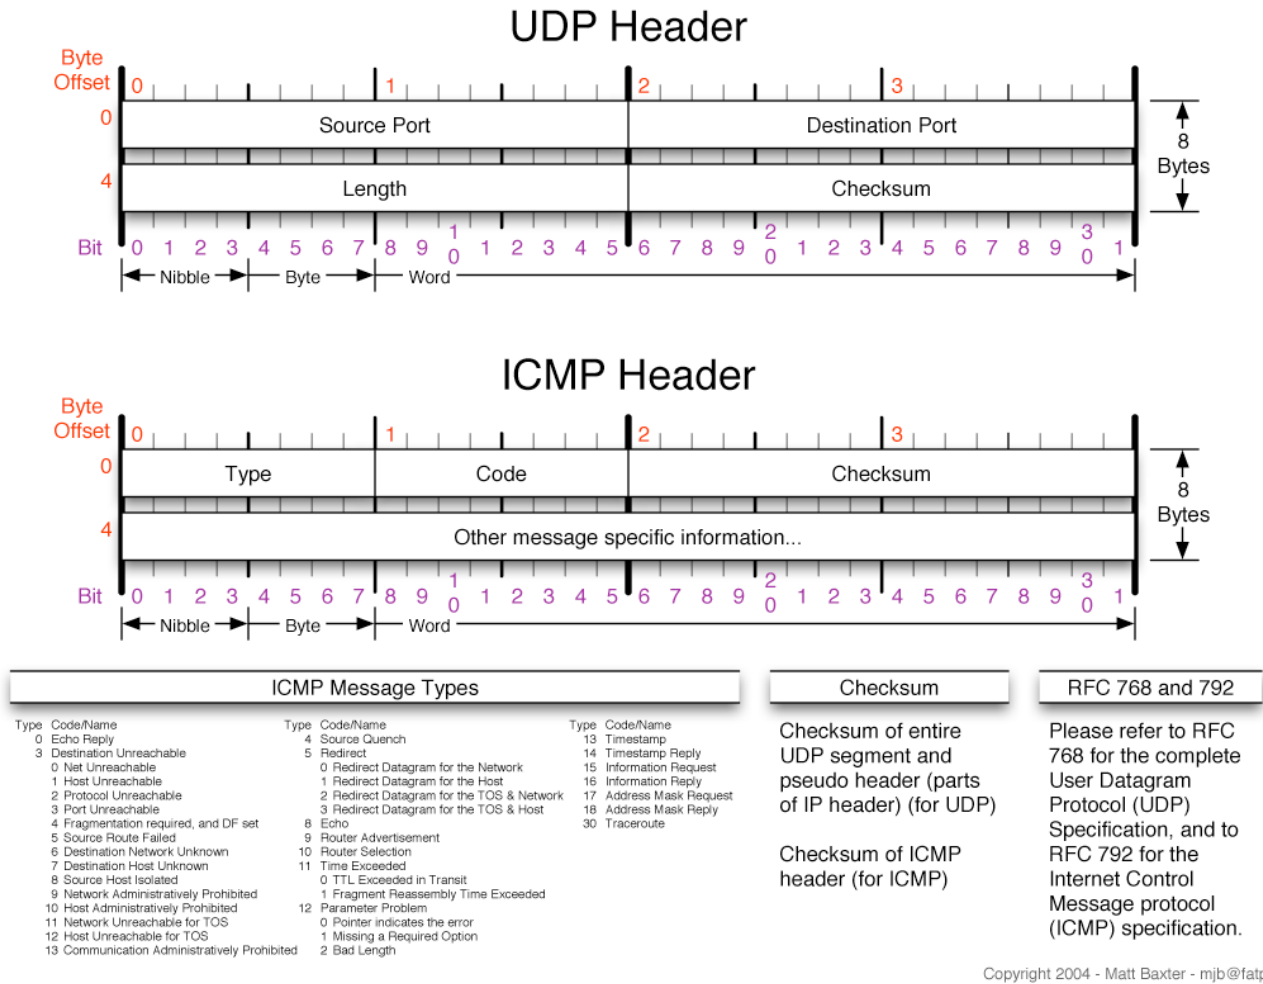 UDP Header
Byte
Offset 0 1 2 3
0 Source Port Destination Port
8
Bytes
4 Length Checksum
Bit 0 1 2 3 4 5 6 7 8 9 10 1 2 3 4 5 6 7 8 9 20 1 2 3 4 5 6 7 8 9 30 1
Nibble Byte Word
ICMP Header
Byte
Offset 0 1 2 3
0 Type Code Checksum
8
Bytes
4 Other message specific information...
Bit 0 1 2 3 4 5 6 7 8 9 10 1 2 3 4 5 6 7 8 9 20 1 2 3 4 5 6 7 8 9 30 1
Nibble Byte Word
ICMP Message Types
Type Code/Name
0 Echo Reply
3 Destination Unreachable
0 Net Unreachable
1 Host Unreachable
2 Protocol Unreachable
3 Port Unreachable
4 Fragmentation required, and DF set
5 Source Route Failed
6 Destination Network Unknown
7 Destination Host Unknown
8 Source Host Isolated
9 Network Administratively Prohibited
10 Host Administratively Prohibited
11 Network Unreachable for TOS
12 Host Unreachable for TOS
13 Communication Administratively Prohibited
Type Code/Name
4 Source Quench
5 Redirect
0 Redirect Datagram for the Network
1 Redirect Datagram for the Host
2 Redirect Datagram for the TOS & Network
3 Redirect Datagram for the TOS & Host
8 Echo
9 Router Advertisement
10 Router Selection
11 Time Exceeded
0 TTL Exceeded in Transit
1 Fragment Reassembly Time Exceeded
12 Parameter Problem
0 Pointer indicates the error
1 Missing a Required Option
2 Bad Length
Type Code/Name
13 Timestamp
14 Timestamp Reply
15 Information Request
16 Information Reply
17 Address Mask Request
18 Address Mask Reply
30 Traceroute
Checksum
Checksum of entire
UDP segment and
pseudo header (parts
of IP header) (for UDP)
Checksum of ICMP
header (for ICMP)
RFC 768 and 792
Please refer to RFC
768 for the complete
User Datagram
Protocol (UDP)
Specification, and to
RFC 792 for the
Internet Control
Message protocol
(ICMP) specification.
Copyright 2004 - Matt Baxter - mjb@fatp